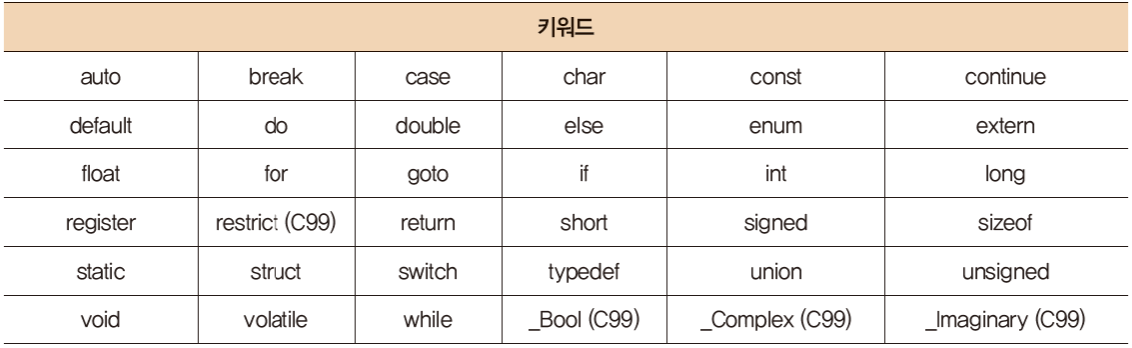 키워드
auto break case char const continue
default do double else enum extern
float for goto if int long
register restrict (C99) return short signed sizeof
static struct switch typedef union unsigned
void volatile while _Bool (C99) _Complex (C99) _Imaginary (C99)